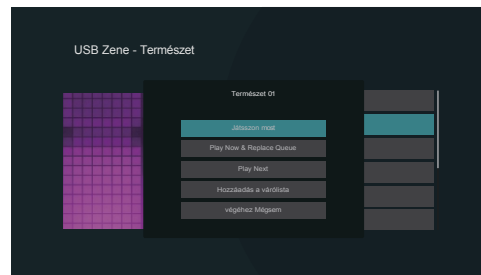 USB Zene - Természet
Természet 01
Játsszon most
Play Now & Replace Queue
Play Next
Hozzáadás a várólista
végéhez Mégsem